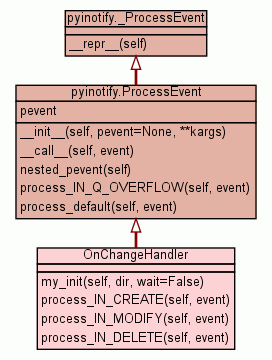 pyinotify._ProcessEvent
__repr__(self)
pyinotify.ProcessEvent
pevent
__init__(self, pevent=None, **kargs)
__call__(self, event)
nested_pevent(self)
process_IN_Q_OVERFLOW(self, event)
process_default(self, event)
OnChangeHandler
my_init(self, dir, wait=False)
process_IN_CREATE(self, event)
process_IN_MODIFY(self, event)
process_IN_DELETE(self, event)